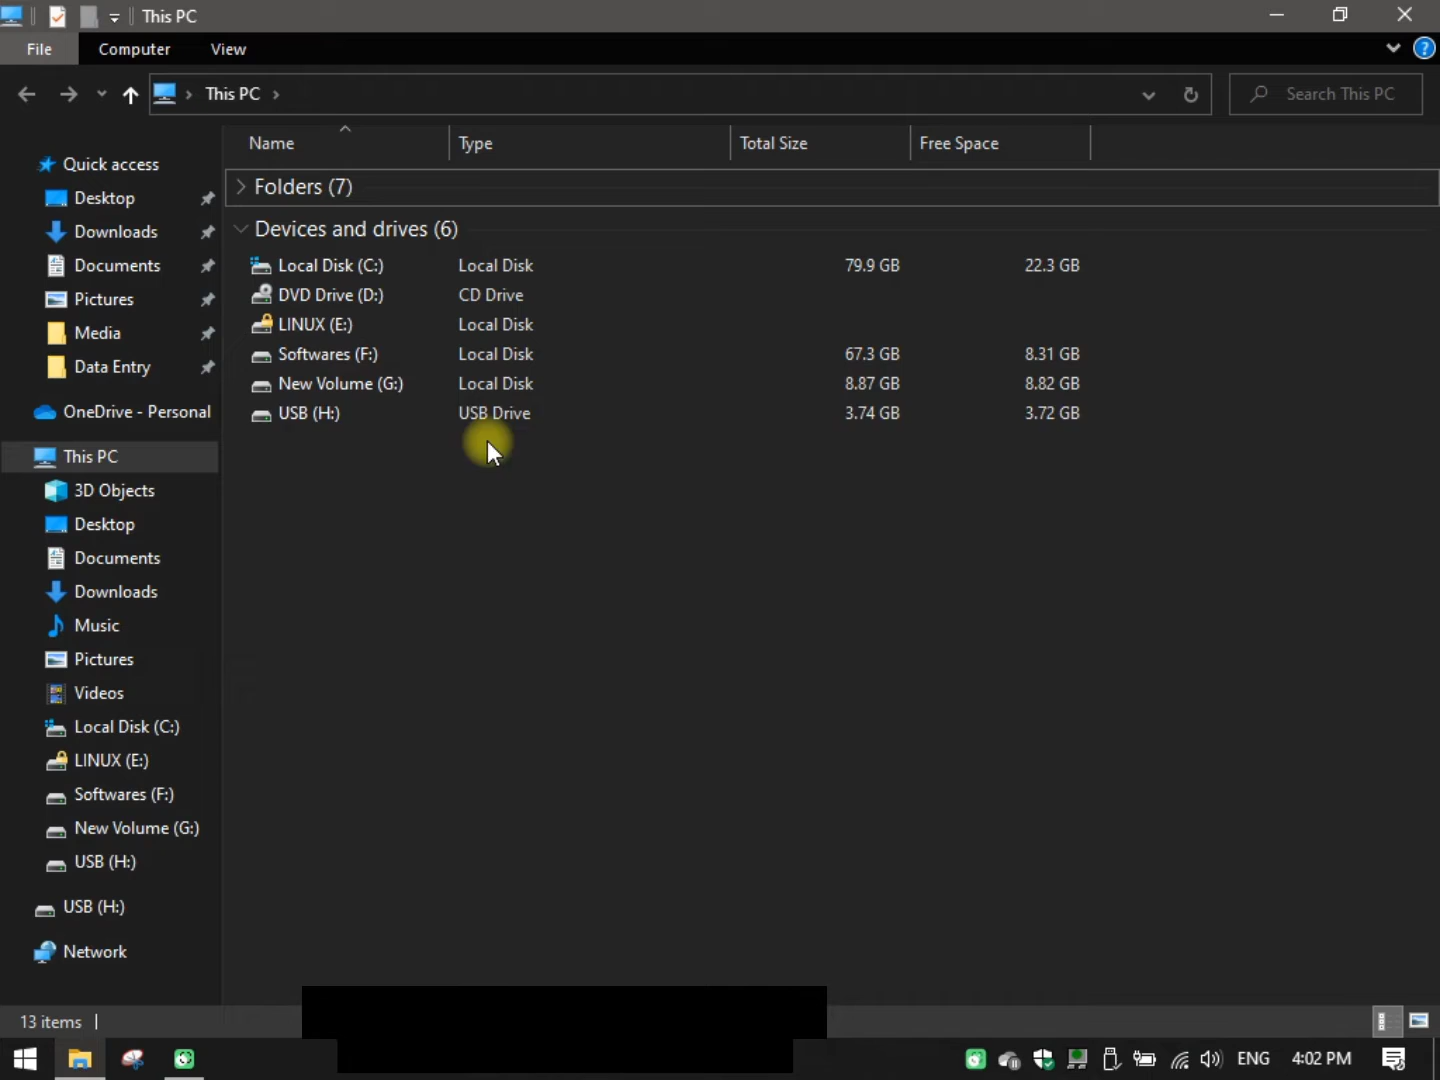 This PC
File Computer View
This PC
Search This PC
Name Type Total Size Free Space
Quick access
Desktop
Downloads
Documents
Pictures
Media
Data Entry
OneDrive - Personal
This PC
3D Objects
Desktop
Documents
Downloads
Music
Pictures
Videos
Local Disk (C:)
LINUX (E:)
Softwares (F:)
New Volume (G:)
USB (H:)
USB (H:)
Network
Folders (7)
Devices and drives (6)
Local Disk (C:) Local Disk 79.9 GB 22.3 GB
DVD Drive (D:) CD Drive
LINUX (E:) Local Disk
Softwares (F:) Local Disk 67.3 GB 8.31 GB
New Volume (G:) Local Disk 8.87 GB 8.82 GB
USB (H:) USB Drive 3.74 GB 3.72 GB
13 items
ENG 4:02 PM